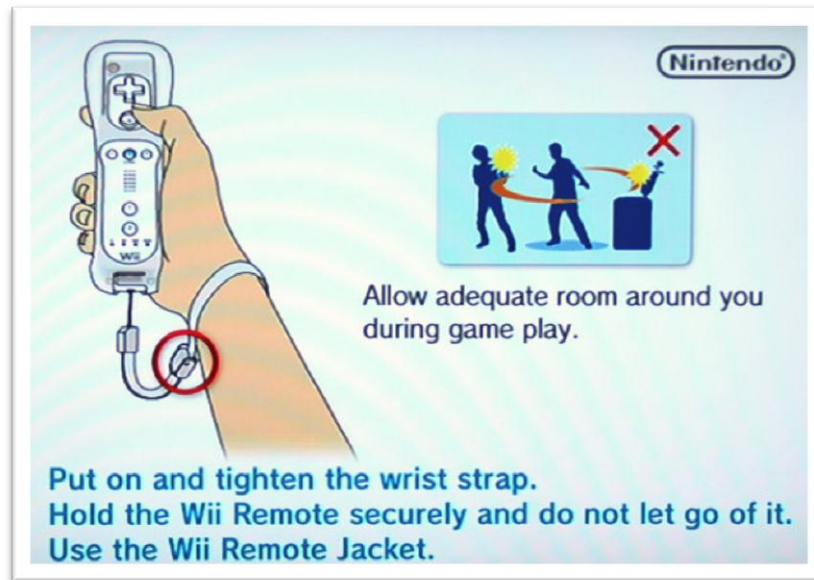 Nintendo®
Allow adequate room around you
during game play.
Wii
Put on and tighten the wrist strap.
Hold the Wii Remote securely and do not let go of it.
Use the Wii Remote Jacket.